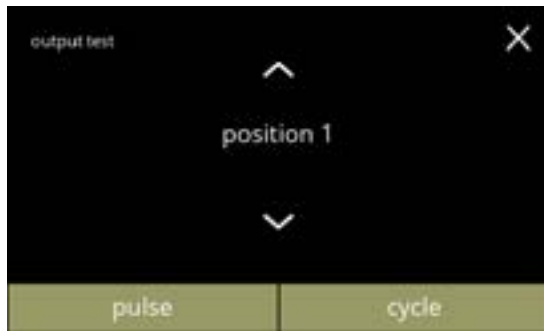 output test
position 1
pulse
cycle